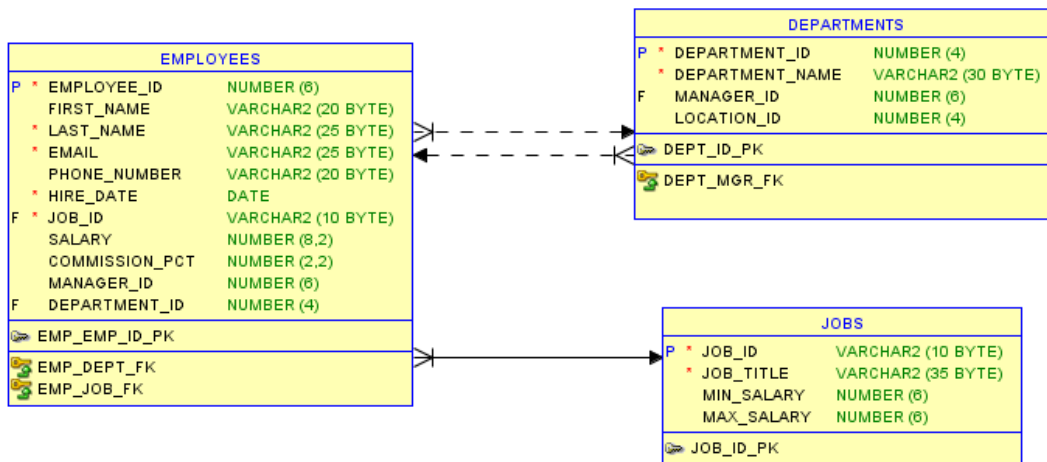 EMPLOYEES
P * EMPLOYEE_ID NUMBER (6)
FIRST_NAME VARCHAR2 (20 BYTE)
* LAST_NAME VARCHAR2 (25 BYTE)
* EMAIL VARCHAR2 (25 BYTE)
PHONE_NUMBER VARCHAR2 (20 BYTE)
* HIRE_DATE DATE
F * JOB_ID VARCHAR2 (10 BYTE)
SALARY NUMBER (8,2)
COMMISSION_PCT NUMBER (2,2)
MANAGER_ID NUMBER (6)
F DEPARTMENT_ID NUMBER (4)
EMP_EMP_ID_PK
EMP_DEPT_FK
EMP_JOB_FK
DEPARTMENTS
P * DEPARTMENT_ID NUMBER (4)
* DEPARTMENT_NAME VARCHAR2 (30 BYTE)
F MANAGER_ID NUMBER (6)
LOCATION_ID NUMBER (4)
DEPT_ID_PK
DEPT_MGR_FK
JOBS
P * JOB_ID VARCHAR2 (10 BYTE)
* JOB_TITLE VARCHAR2 (35 BYTE)
MIN_SALARY NUMBER (6)
MAX_SALARY NUMBER (6)
JOB_ID_PK